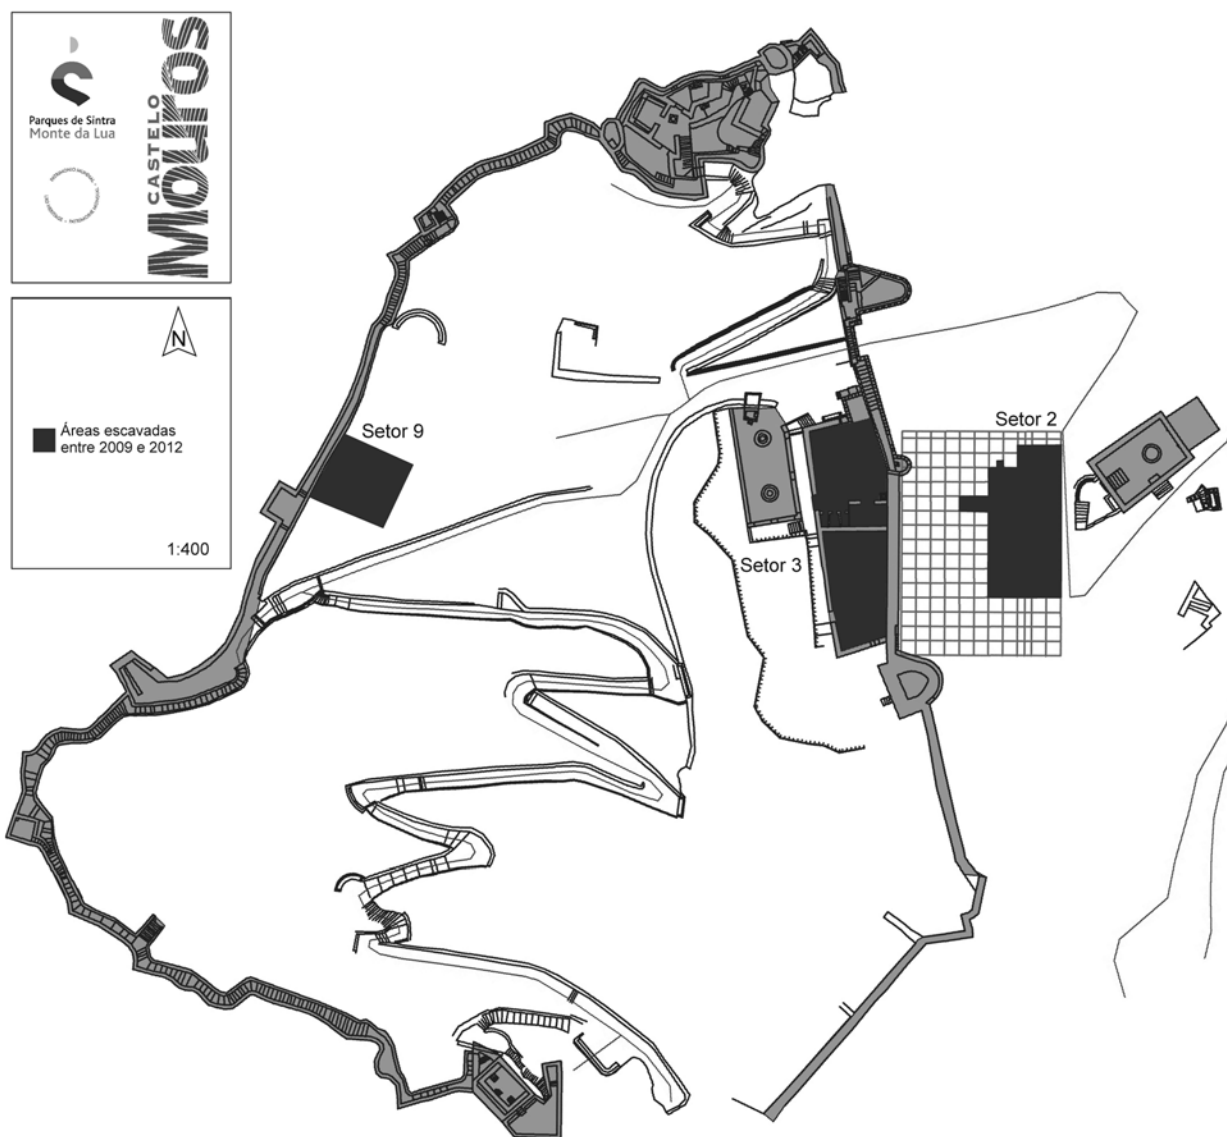 Parques de Sintra
Monte da Lua
CASTELO
Mouros
N
Áreas escavadas
entre 2009 e 2012
1:400
Setor 9
Setor 2
Setor 3